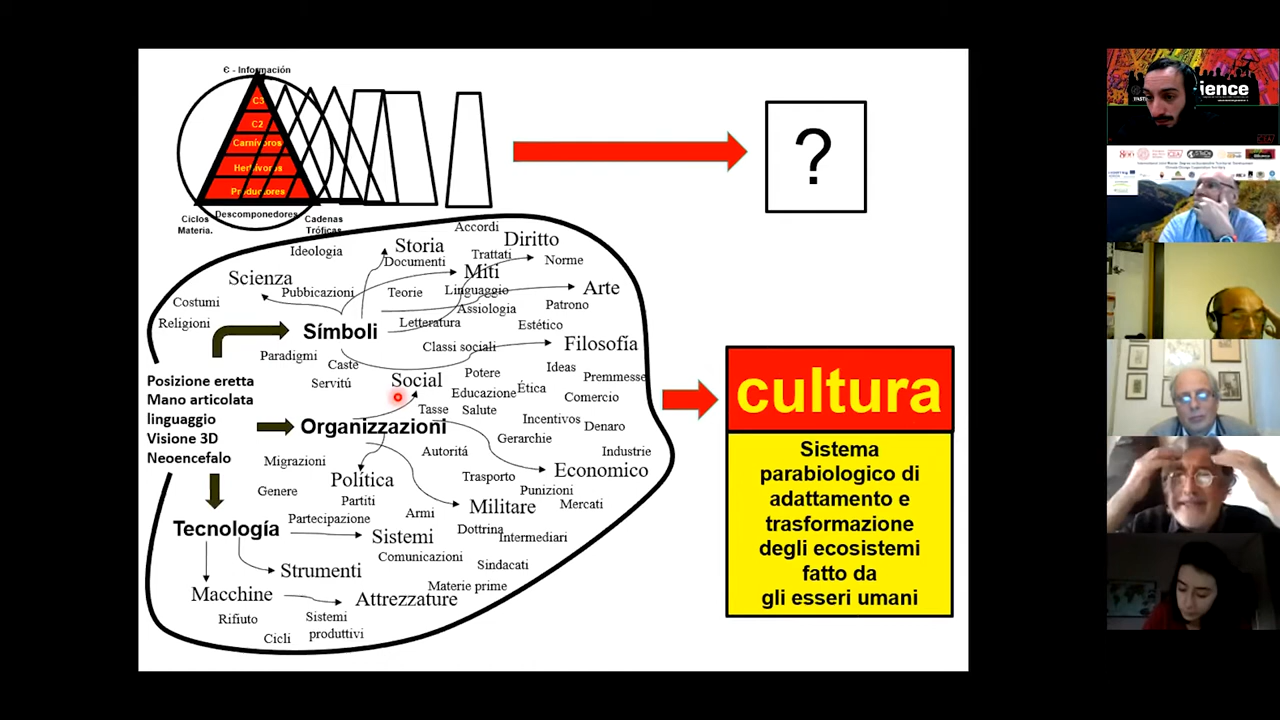 Є - Información
C3
C2
Carnívoros
Herbívoros
Productores
Ciclos
Materia.
Descomponedores
Cadenas
Tróficas
?
Ideologia
Accordi
Storia
Diritto
Documenti
Trattati
Norme
Scienza
Miti
Pubbicazioni
Teorie
Linguaggio
Arte
Costumi
Assiologia
Patrono
Religioni
Símboli
Letteratura
Estético
Paradigmi
Classi sociali
Filosofía
Caste
Servitú
Social
Potere
Ideas
Premmesse
Educazione
Ética
Comercio
Posizione eretta
Mano articolata
linguaggio
Visione 3D
Neoencefalo
Tasse
Salute
Incentivos
Denaro
Organizzazioni
Gerarchie
Autoritá
Industrie
Migrazioni
Economico
Política
Trasporto
Genere
Punizioni
Partiti
Mercati
Armi
Militare
Tecnología
Partecipazione
Sistemi
Dottrina
Intermediari
Comunicazioni
Sindacati
Strumenti
Materie prime
Macchine
Attrezzature
Rifiuto
Sistemi
produttivi
Cicli
cultura
Sistema
parabiologico di
adattamento e
trasformazione
degli ecosistemi
fatto da
gli esseri umani
ience